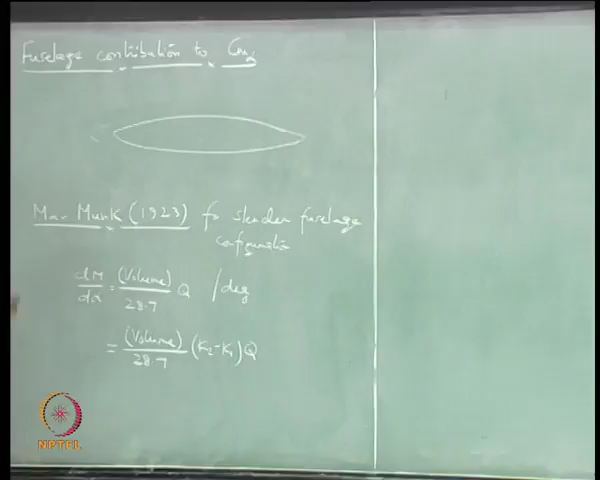 Fuselage contribution to Cmα
Max Munk (1923) for slender fuselage
configuration
dM/dα = (Volume)/28.7 Q /deg
= (Volume)/28.7 (K2-K1) Q
NPTEL